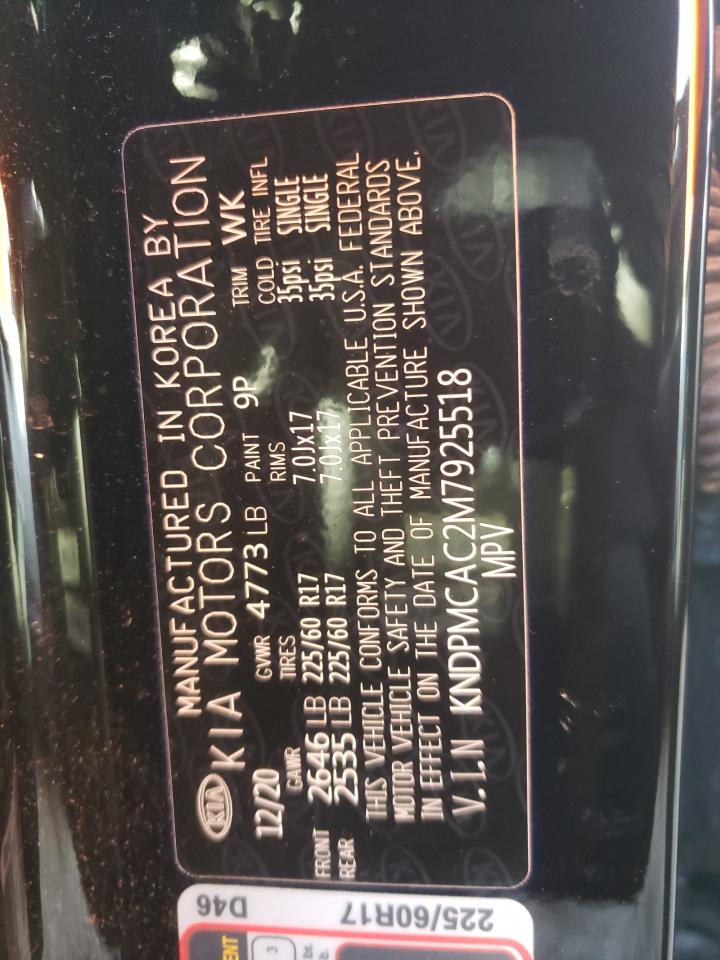 MANUFACTURED IN KOREA BY
KIA KIA MOTORS CORPORATION
12/20 GVWR 4773 LB PAINT 9P TRIM WK
GAWR TIRES RIMS COLD TIRE INFL
FRONT 2646 LB 225/60 R17 7.0Jx17 35psi SINGLE
REAR 2535 LB 225/60 R17 7.0Jx17 35psi SINGLE
THIS VEHICLE CONFORMS TO ALL APPLICABLE U.S.A. FEDERAL
MOTOR VEHICLE SAFETY AND THEFT PREVENTION STANDARDS
IN EFFECT ON THE DATE OF MANUFACTURE SHOWN ABOVE.
V.I.N KNDPMCAC2M7925518
MPV
225/60R17
D46
3